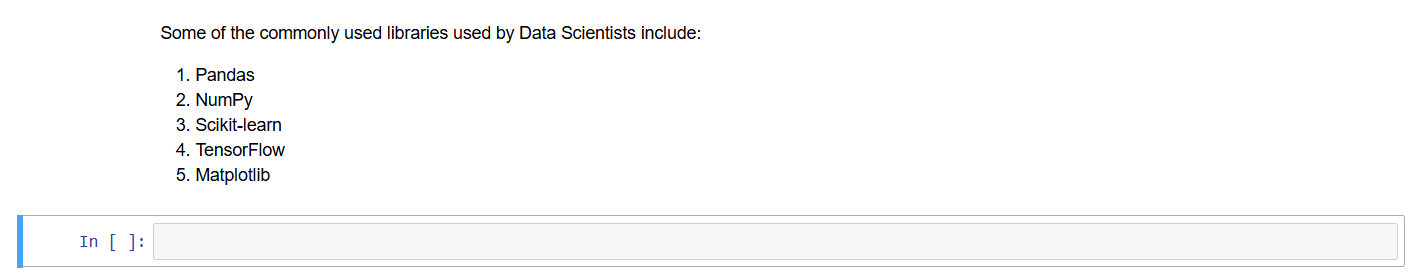 Some of the commonly used libraries used by Data Scientists include:
1. Pandas
2. NumPy
3. Scikit-learn
4. TensorFlow
5. Matplotlib
In [ ]: